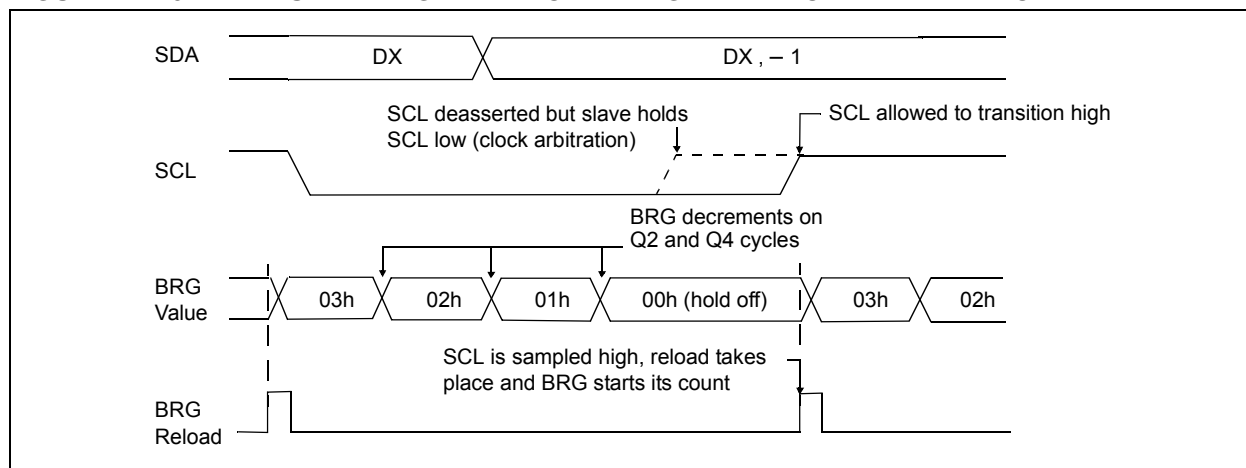 SDA
DX
DX , – 1
SCL deasserted but slave holds
SCL low (clock arbitration)
SCL allowed to transition high
SCL
BRG decrements on
Q2 and Q4 cycles
BRG
Value
03h
02h
01h
00h (hold off)
03h
02h
SCL is sampled high, reload takes
place and BRG starts its count
BRG
Reload